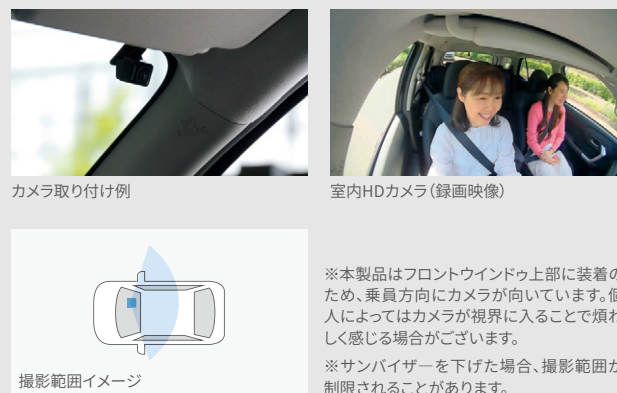 カメラ取り付け例
室内HDカメラ(録画映像)
撮影範囲イメージ
※本製品はフロントウインドゥ上部に装着の
ため、乗員方向にカメラが向いています。個
人によってはカメラが視界に入ることで煩わ
しく感じる場合がございます。
※サンバイザーを下げた場合、撮影範囲が
制限されることがあります。